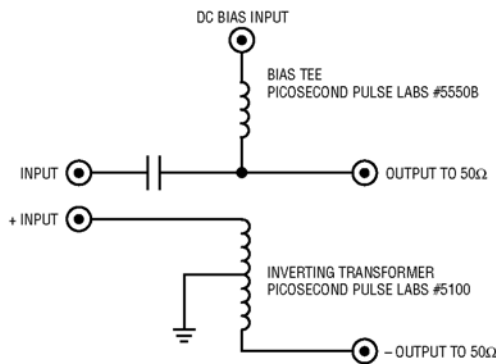 DC BIAS INPUT
BIAS TEE
PICOSECOND PULSE LABS #5550B
INPUT
OUTPUT TO 50Ω
+ INPUT
INVERTING TRANSFORMER
PICOSECOND PULSE LABS #5100
– OUTPUT TO 50Ω